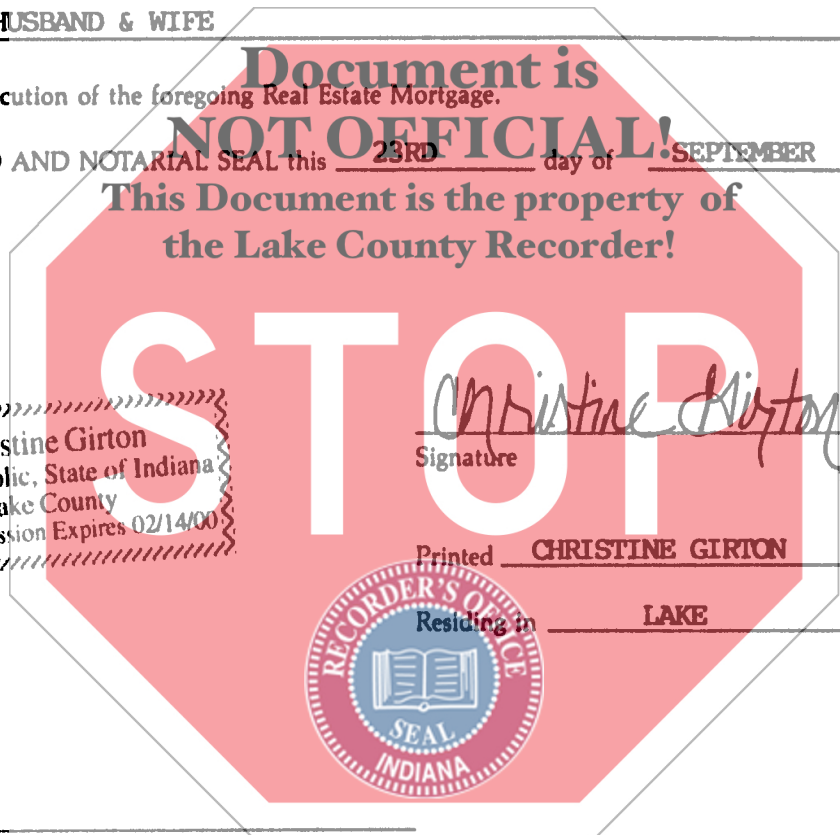 HUSBAND & WIFE
Document is
cution of the foregoing Real Estate Mortgage.
NOT OFFICIAL!
AND NOTARIAL SEAL this 23RD day of SEPTEMBER
This Document is the property of
the Lake County Recorder!
STOP
Christine Girton
stine Girton
lic, State of Indiana
ake County
ssion Expires 02/14/00
Signature
Printed CHRISTINE GIRTON
Residing in LAKE
RECORDER'S OFFICE
SEAL
INDIANA